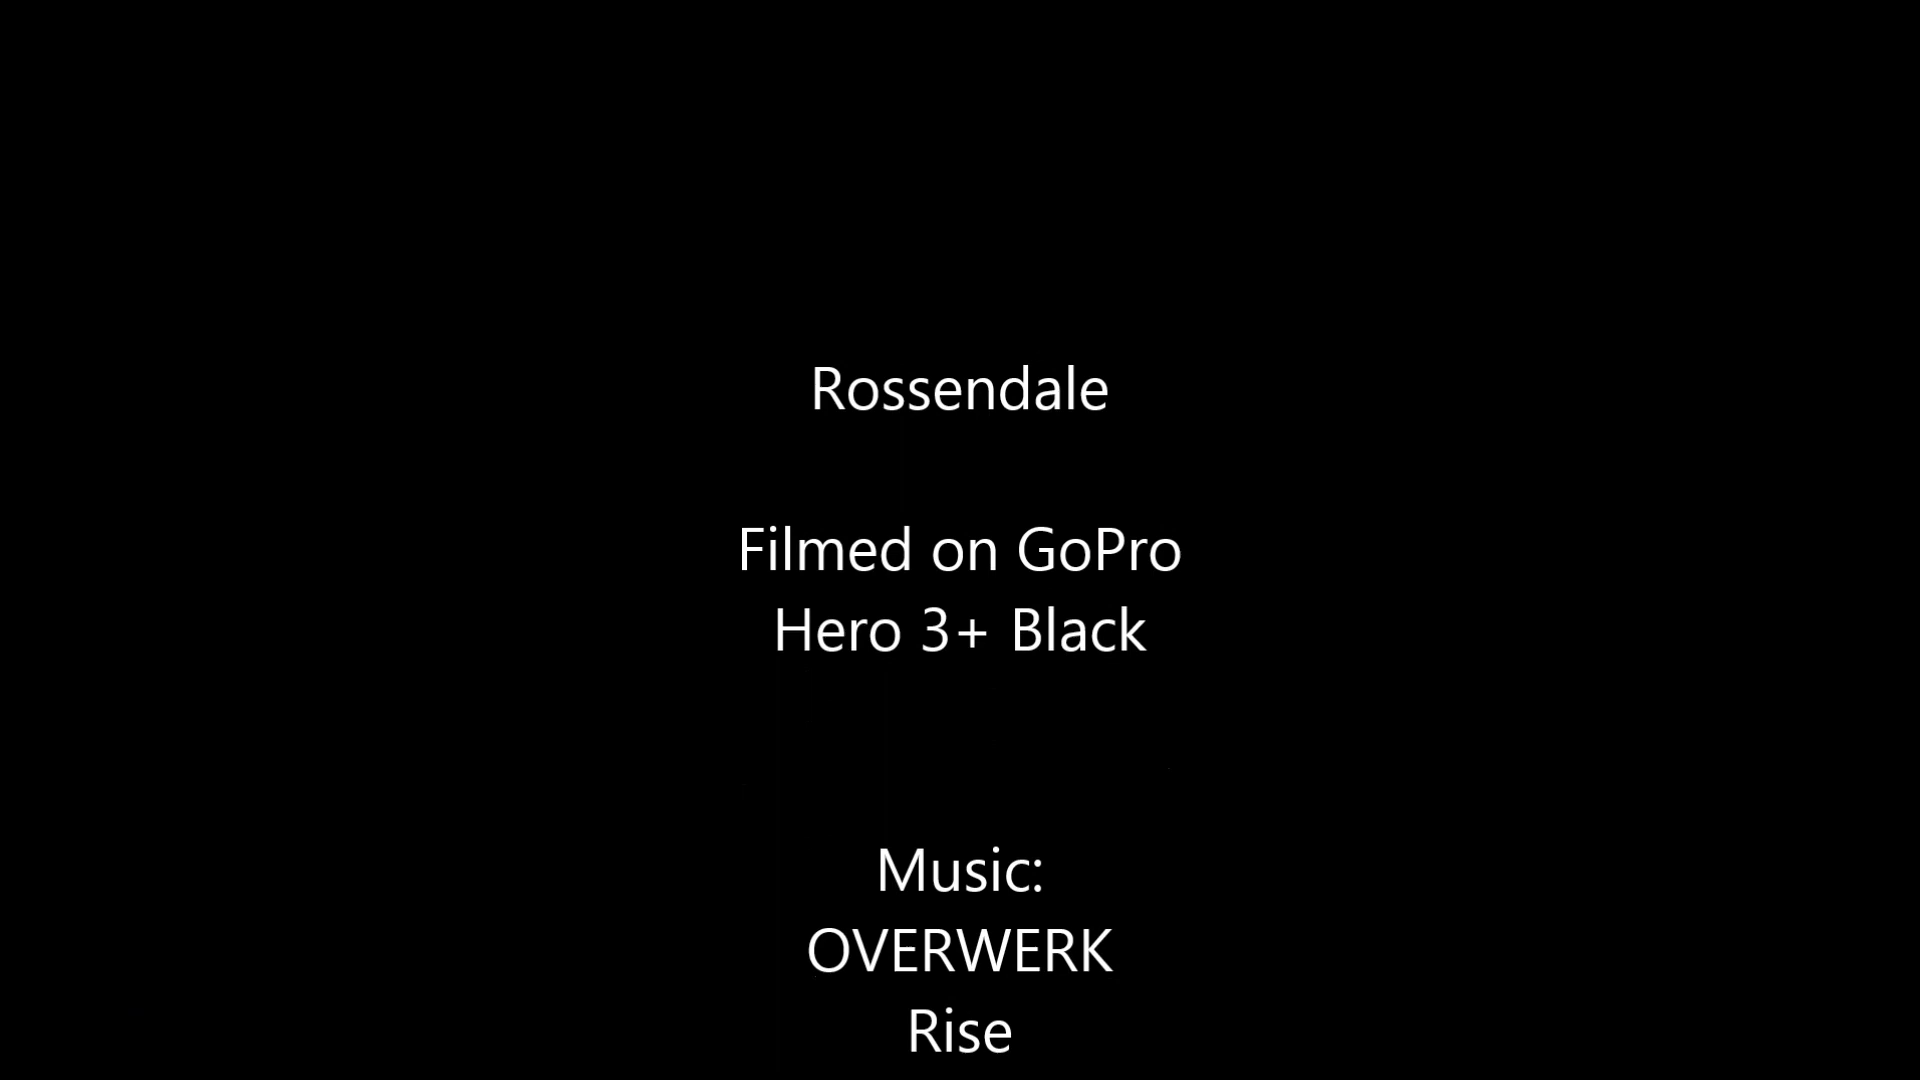 Rossendale
Filmed on GoPro
Hero 3+ Black
Music:
OVERWERK
Rise